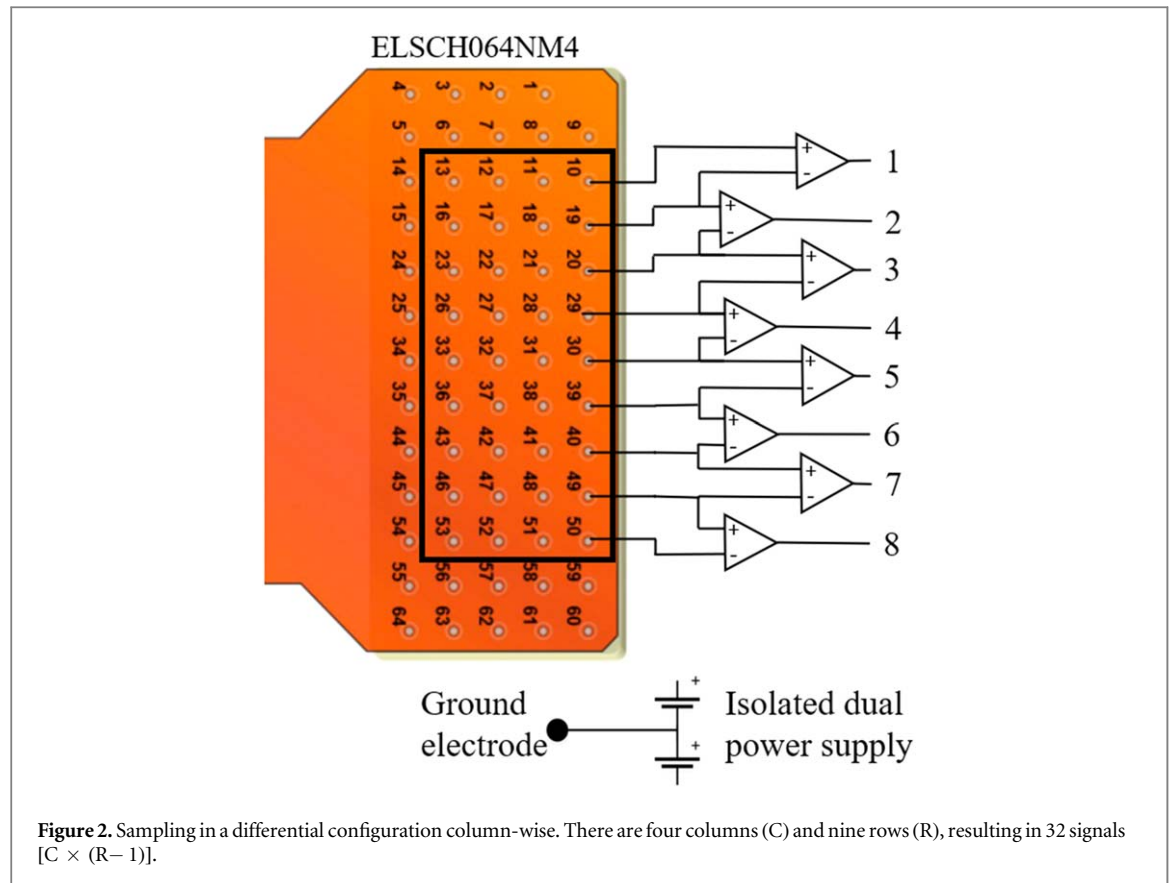 ELSCH064NM4
4 3 2 1
5 6 7 8 9
14 13 12 11 10
15 16 17 18 19
24 23 22 21 20
25 26 27 28 29
34 33 32 31 30
35 36 37 38 39
44 43 42 41 40
45 46 47 48 49
54 53 52 51 50
55 56 57 58 59
64 63 62 61 60
+ - 1
+ - 2
+ - 3
+ - 4
+ - 5
+ - 6
+ - 7
+ - 8
Ground
electrode
+
+
Isolated dual
power supply
Figure 2. Sampling in a differential configuration column-wise. There are four columns (C) and nine rows (R), resulting in 32 signals
[C × (R− 1)].